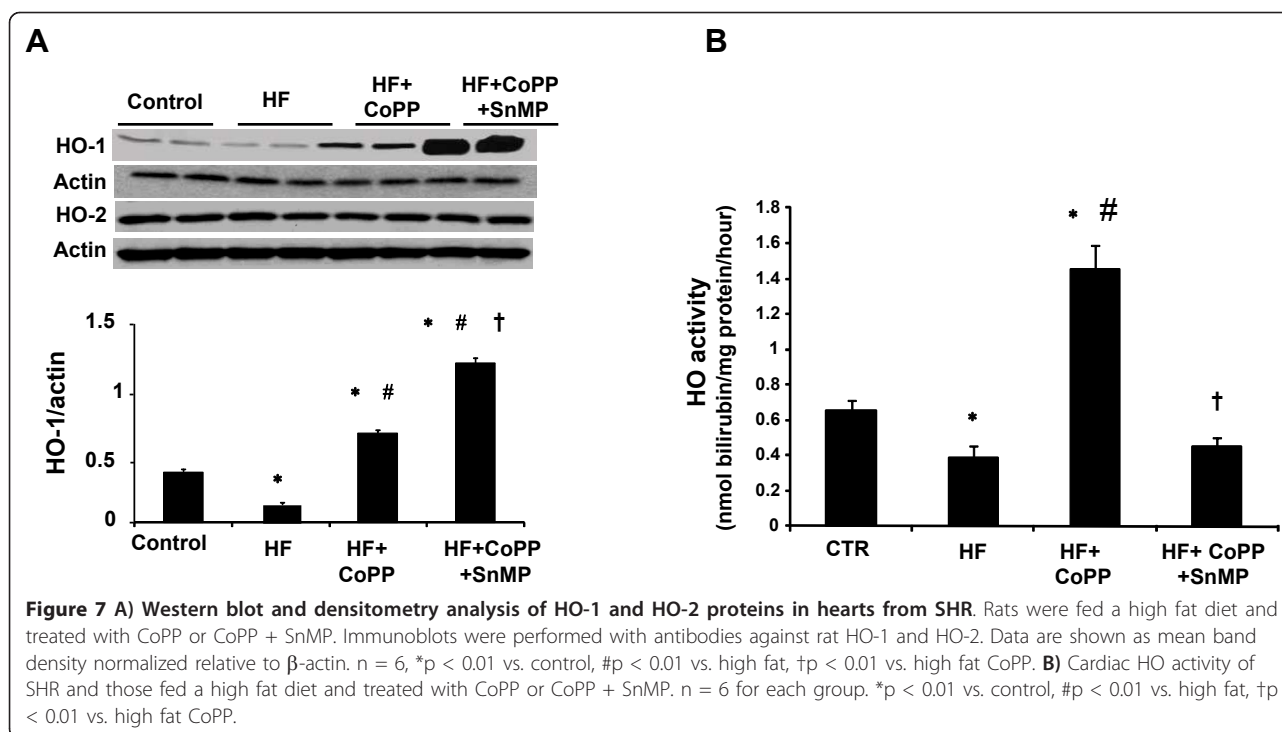 A
B
Control HF HF+ CoPP HF+CoPP +SnMP
HO-1
Actin
HO-2
Actin
HO-1/actin
1.5
1
0.5
0
*
* #
* # †
Control HF HF+ CoPP HF+CoPP +SnMP
HO activity
(nmol bilirubin/mg protein/hour)
1.8
1.6
1.4
1.2
1
0.8
0.6
0.4
0.2
0
*
* #
†
CTR HF HF+ CoPP HF+ CoPP +SnMP
Figure 7 A) Western blot and densitometry analysis of HO-1 and HO-2 proteins in hearts from SHR. Rats were fed a high fat diet and
treated with CoPP or CoPP + SnMP. Immunoblots were performed with antibodies against rat HO-1 and HO-2. Data are shown as mean band
density normalized relative to β-actin. n = 6, *p < 0.01 vs. control, #p < 0.01 vs. high fat, †p < 0.01 vs. high fat CoPP. B) Cardiac HO activity of
SHR and those fed a high fat diet and treated with CoPP or CoPP + SnMP. n = 6 for each group. *p < 0.01 vs. control, #p < 0.01 vs. high fat, †p
< 0.01 vs. high fat CoPP.